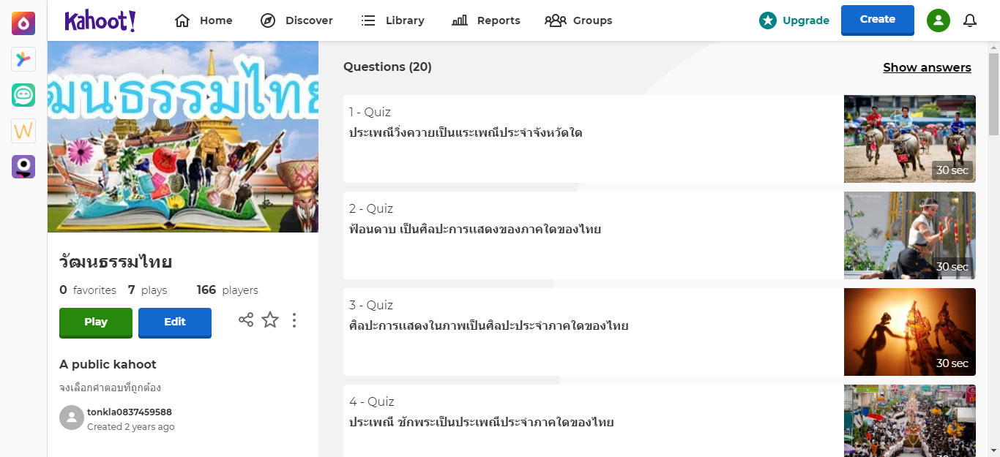 Kahoot!
Home
Discover
Library
Reports
Groups
Upgrade
Create
วัฒนธรรมไทย
0 favorites 7 plays 166 players
Play
Edit
A public kahoot
จงเลือกคำตอบที่ถูกต้อง
tonkla0837459588
Created 2 years ago
Questions (20)
Show answers
1 - Quiz
ประเพณีวิ่งควายเป็นแระเพณีประจำจังหวัดใด
30 sec
2 - Quiz
ฟ้อนดาบ เป็นศิลปะการแสดงของภาคใดของไทย
30 sec
3 - Quiz
ศิลปะการแสดงในภาพเป็นศิลปะประจำภาคใดของไทย
30 sec
4 - Quiz
ประเพณี ชักพระเป็นประเพณีประจำภาคใดของไทย